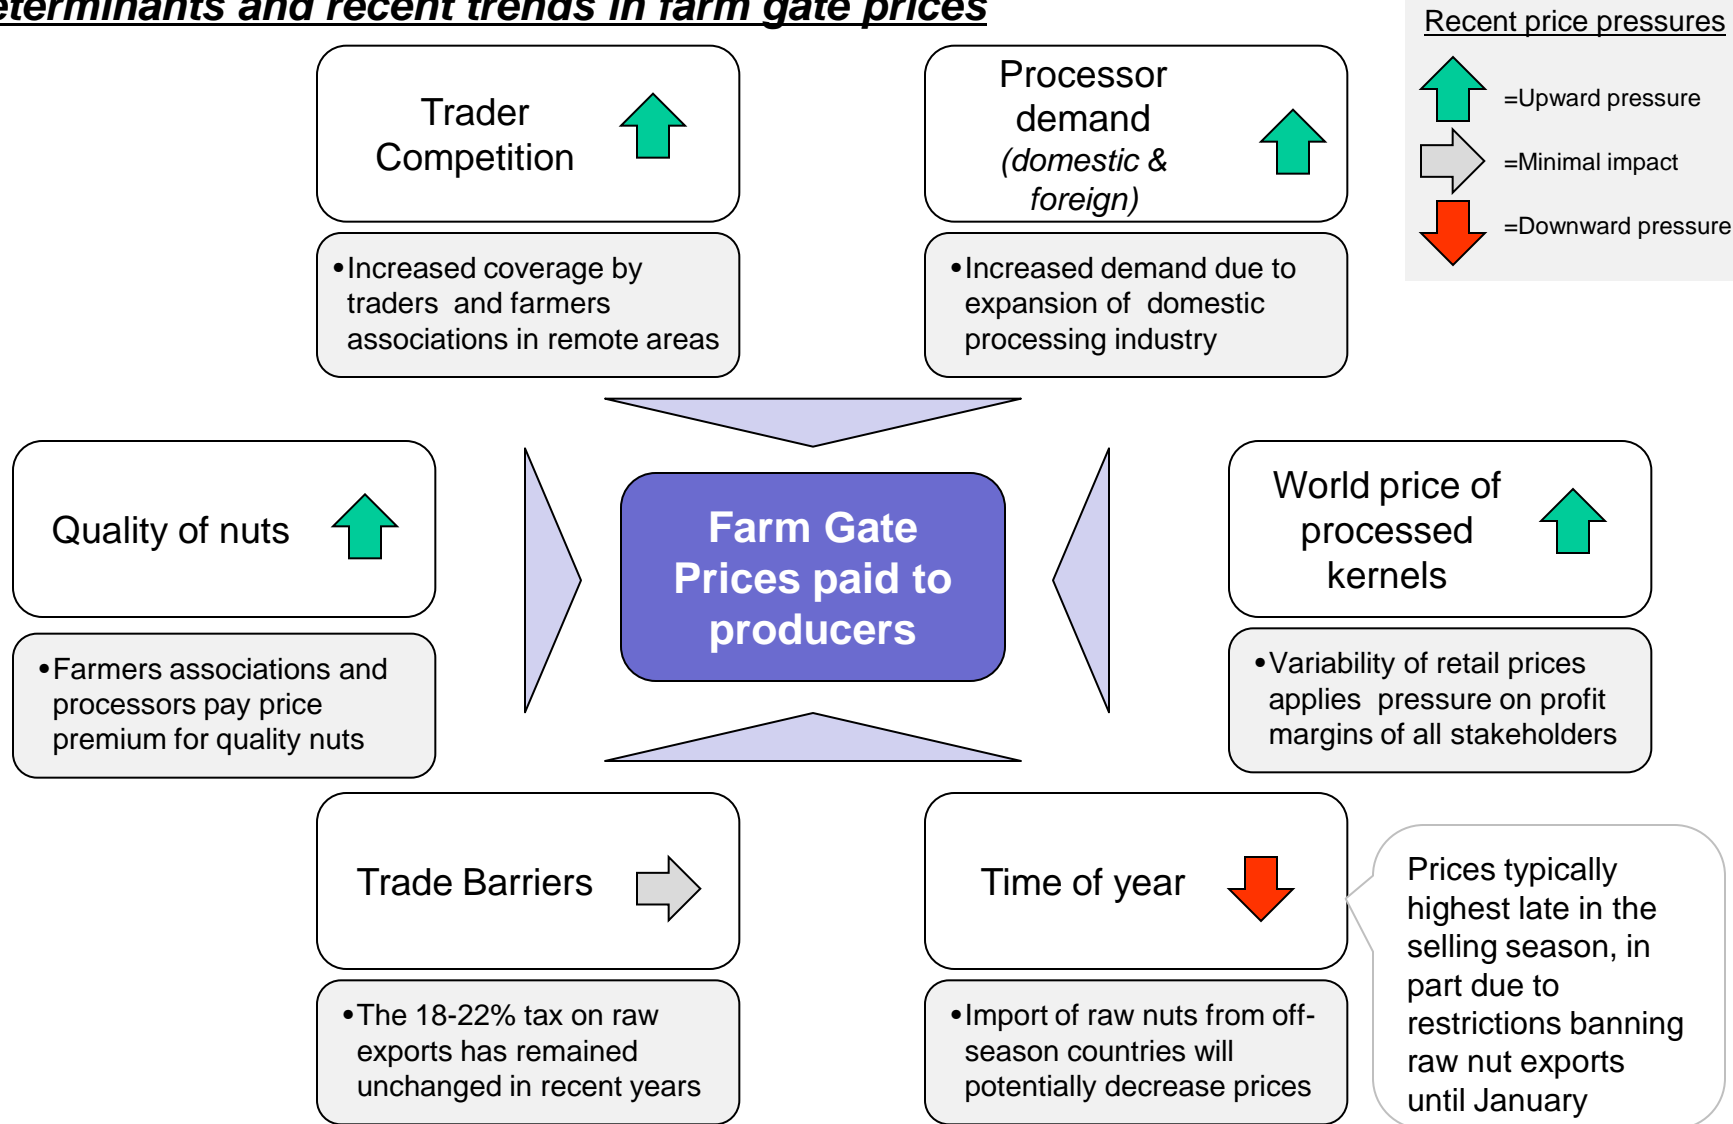 eterminants and recent trends in farm gate prices
Recent price pressures
=Upward pressure
=Minimal impact
=Downward pressure
Trader
Competition
Processor
demand
(domestic &
foreign)
•Increased coverage by
traders and farmers
associations in remote areas
•Increased demand due to
expansion of domestic
processing industry
Quality of nuts
Farm Gate
Prices paid to
producers
World price of
processed
kernels
•Farmers associations and
processors pay price
premium for quality nuts
•Variability of retail prices
applies pressure on profit
margins of all stakeholders
Trade Barriers
Time of year
Prices typically
highest late in the
selling season, in
part due to
restrictions banning
raw nut exports
until January
•The 18-22% tax on raw
exports has remained
unchanged in recent years
•Import of raw nuts from off-
season countries will
potentially decrease prices